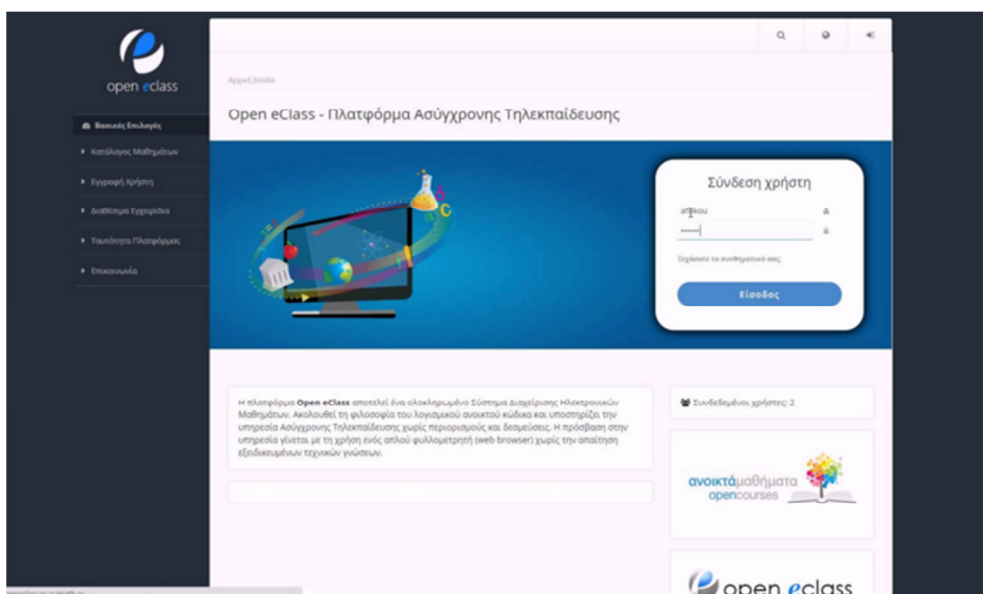 open eclass
Βασικές Επιλογές
Κατάλογος Μαθημάτων
Εγγραφή Χρήστη
Διαθέσιμα Εγχειρίδια
Ταυτότητα Πλατφόρμας
Επικοινωνία
Αρχική Σελίδα
Open eClass - Πλατφόρμα Ασύγχρονης Τηλεκπαίδευσης
Σύνδεση χρήστη
Ξεχάσατε το συνθηματικό σας;
Είσοδος
Η πλατφόρμα Open eClass αποτελεί ένα ολοκληρωμένο Σύστημα Διαχείρισης Ηλεκτρονικών
Μαθημάτων. Ακολουθεί τη φιλοσοφία του λογισμικού ανοικτού κώδικα και υποστηρίζει την
υπηρεσία Ασύγχρονης Τηλεκπαίδευσης χωρίς περιορισμούς και δεσμεύσεις. Η πρόσβαση στην
υπηρεσία γίνεται με τη χρήση ενός απλού φυλλομετρητή (web browser) χωρίς την απαίτηση
εξειδικευμένων τεχνικών γνώσεων.
Συνδεδεμένοι χρήστες: 2
ανοικτάμαθήματα
opencourses
open eclass